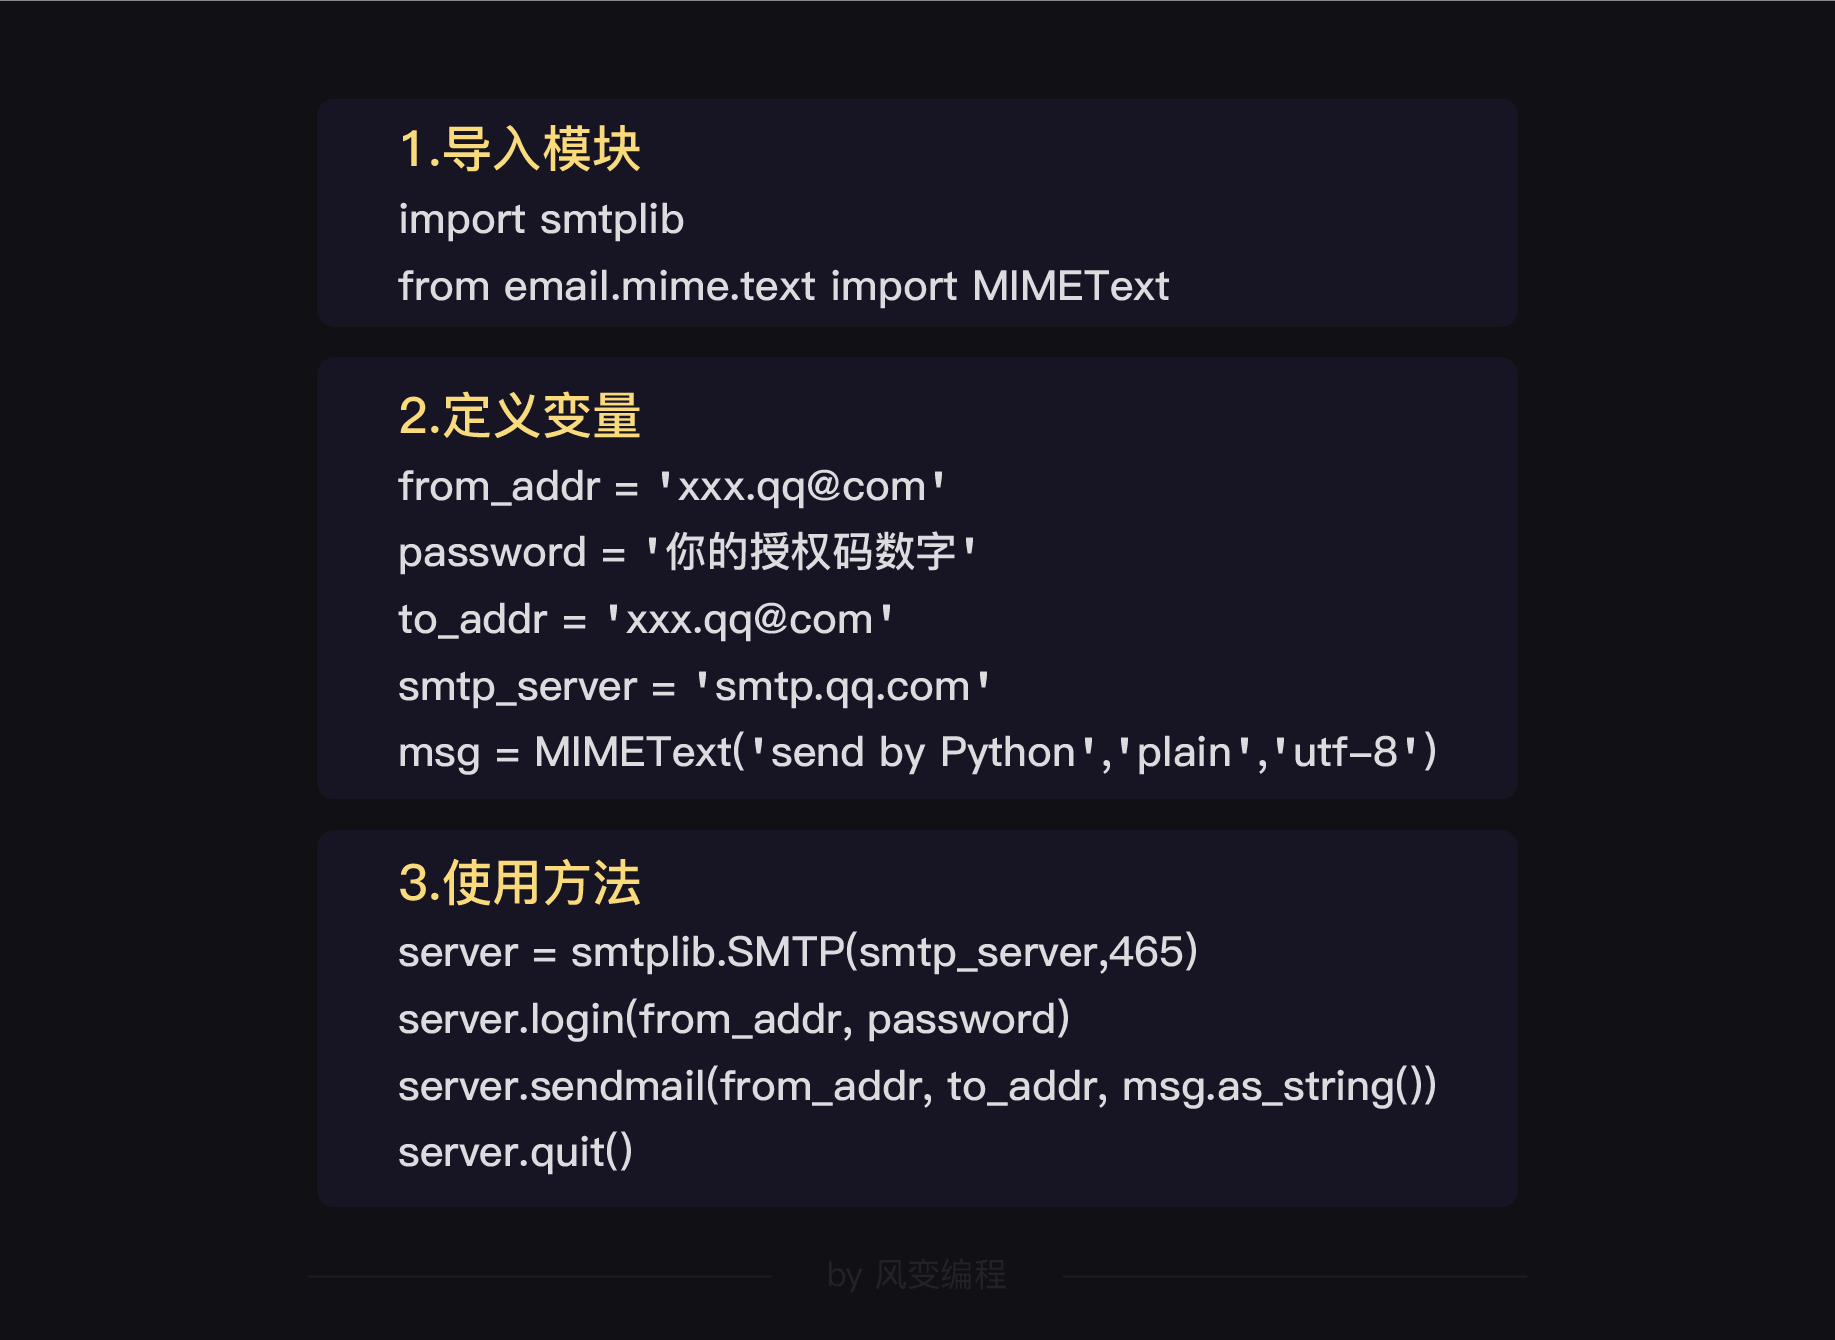 1.导入模块
import smtplib
from email.mime.text import MIMEText
2.定义变量
from_addr = 'xxx.qq@com'
password = '你的授权码数字'
to_addr = 'xxx.qq@com'
smtp_server = 'smtp.qq.com'
msg = MIMEText('send by Python','plain','utf-8')
3.使用方法
server = smtplib.SMTP(smtp_server,465)
server.login(from_addr, password)
server.sendmail(from_addr, to_addr, msg.as_string())
server.quit()
by 风变编程